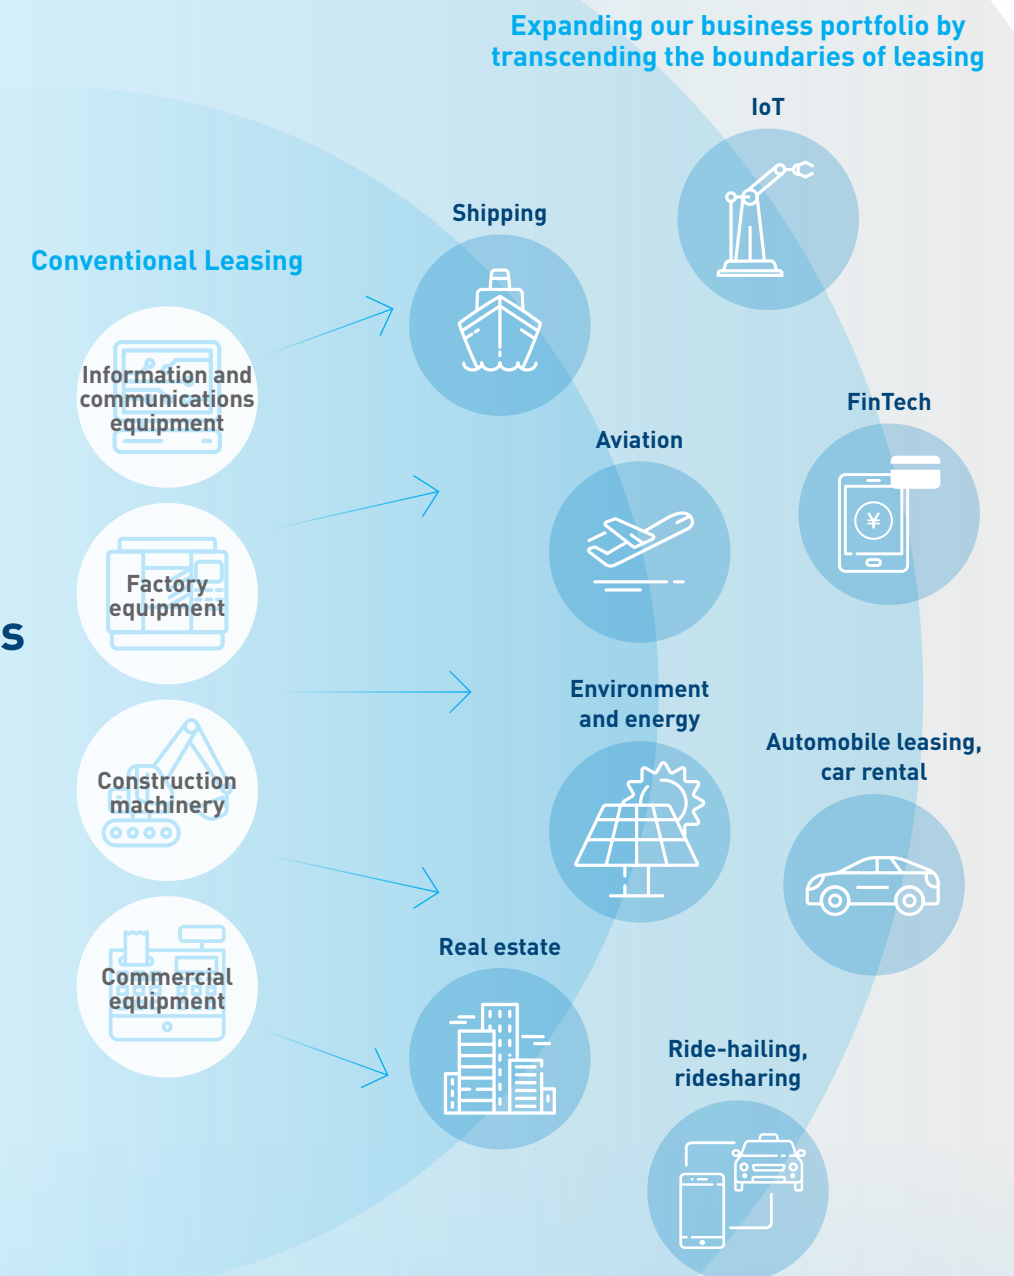 Expanding our business portfolio by
transcending the boundaries of leasing
IoT
Shipping
Conventional Leasing
Information and
communications
equipment
FinTech
Aviation
¥
Factory
equipment
s
Environment
and energy
Automobile leasing,
car rental
Construction
machinery
Real estate
Commercial
equipment
Ride-hailing,
ridesharing